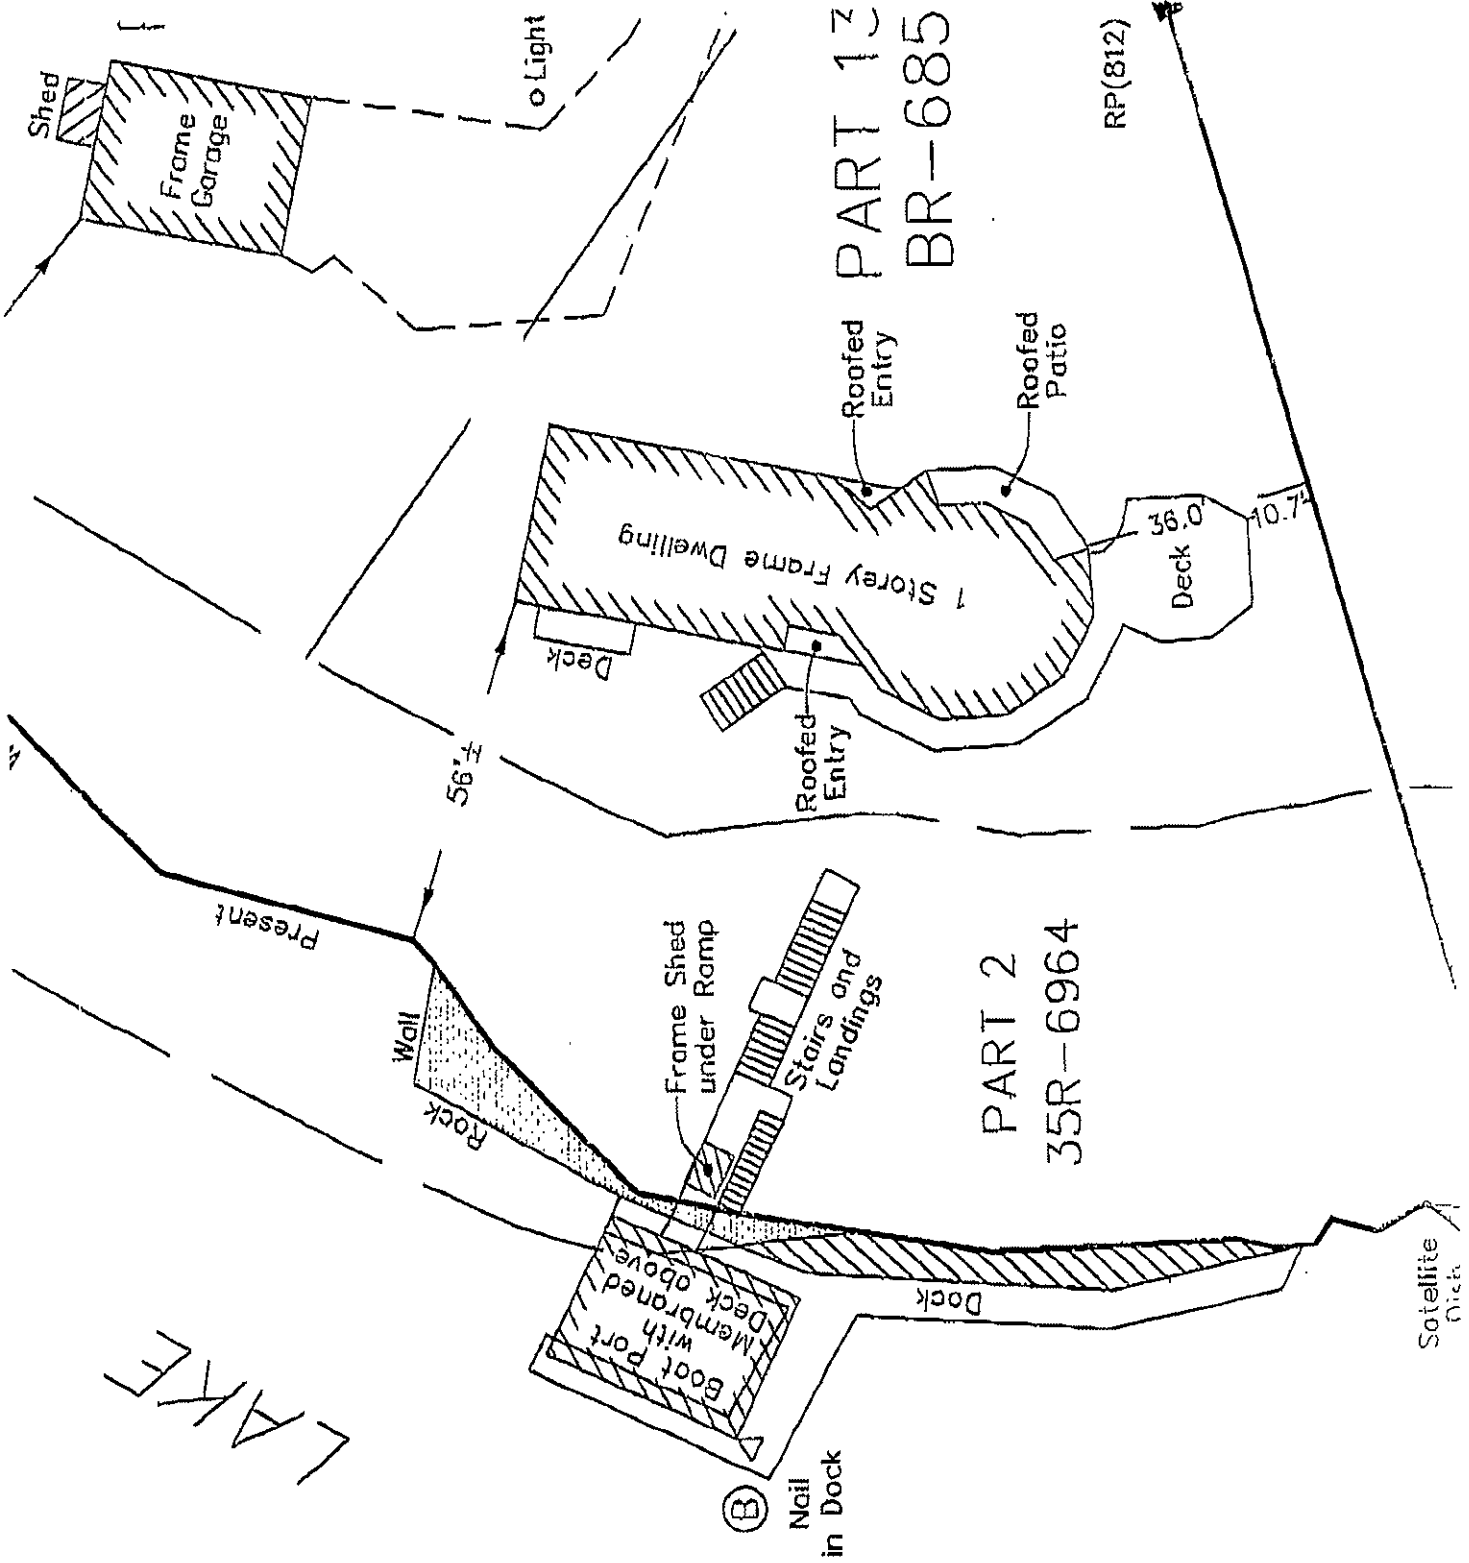 Shed
Frame
Garage
Light
PART 13
BR-685
RP(812)
Roofed
Entry
Roofed
Patio
1 Storey Frame Dwelling
36.0'
10.7'±
Deck
Deck
Roofed
Entry
56'±
Present
Wall
Rock
Frame Shed
under Ramp
Stairs and
Landings
PART 2
35R-6964
Boat Port
with
Membraned
Deck above
Dock
LAKE
B
Nail
in Dock
Satellite
Dish